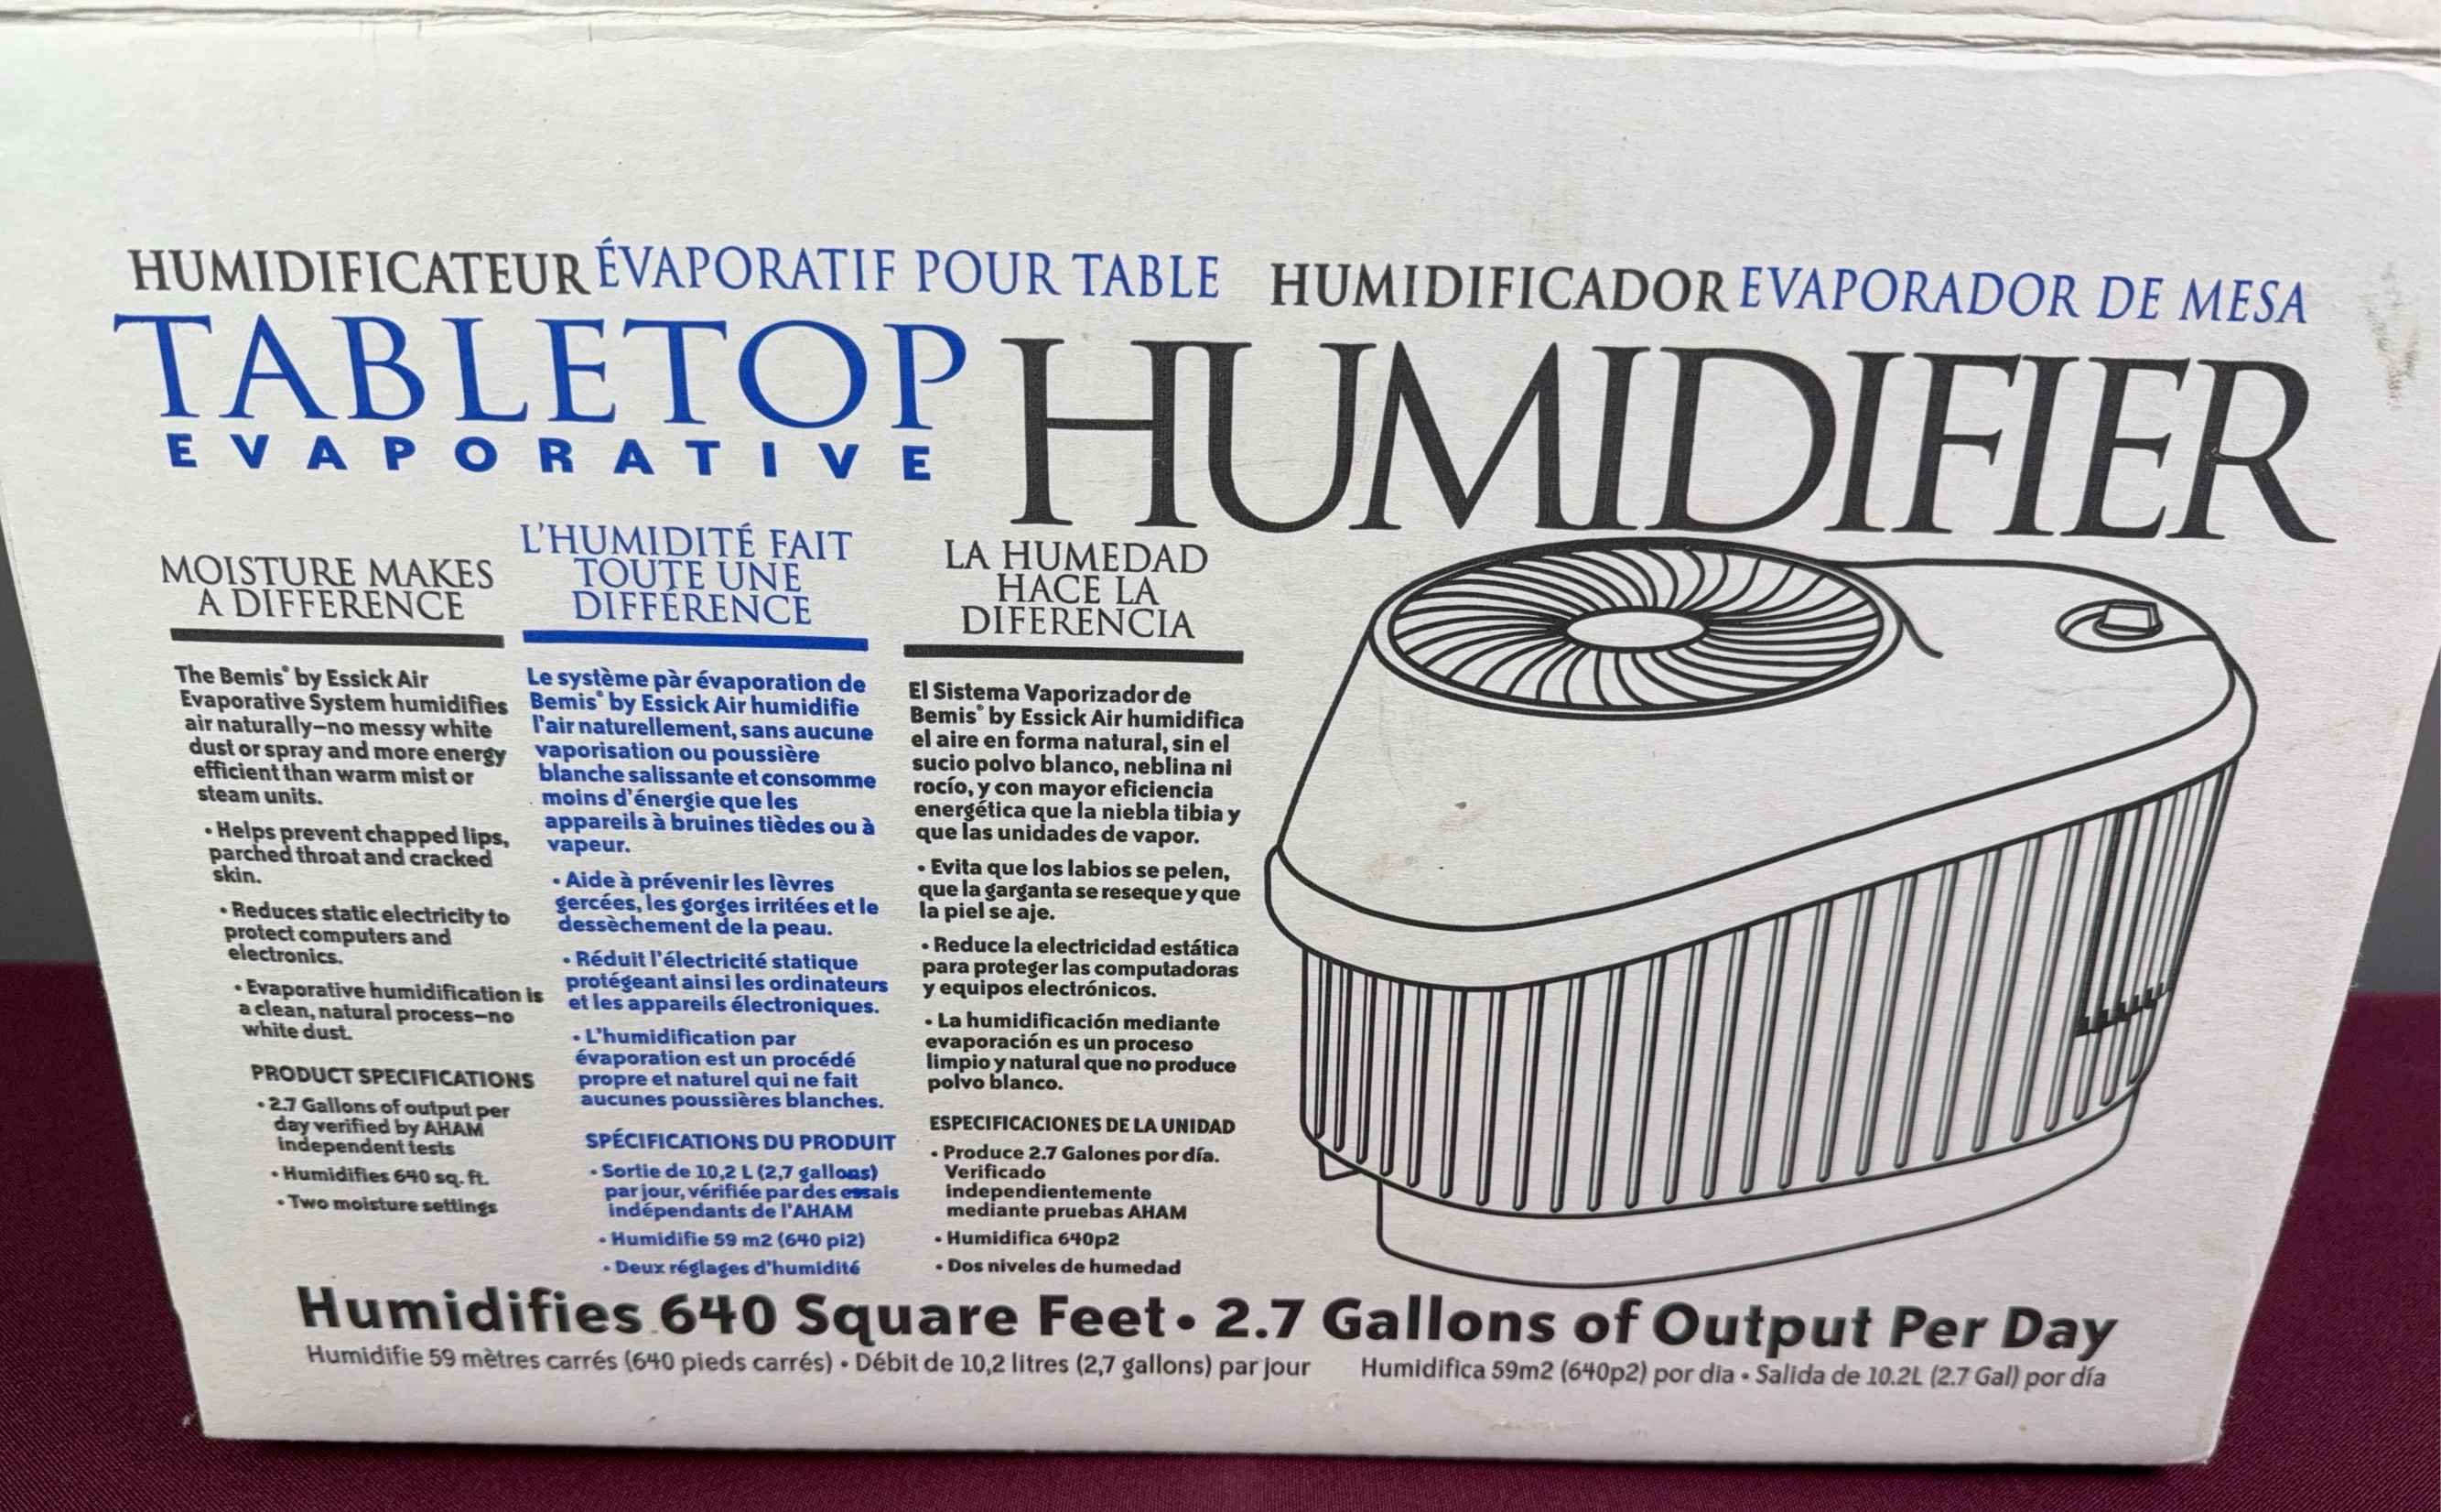 HUMIDIFICATEUR ÉVAPORATIF POUR TABLE
HUMIDIFICADOR EVAPORADOR DE MESA
TABLETOP
EVAPORATIVE
HUMIDIFIER
MOISTURE MAKES
A DIFFERENCE
The Bemis® by Essick Air
Evaporative System humidifies
air naturally–no messy white
dust or spray and more energy
efficient than warm mist or
steam units.
• Helps prevent chapped lips,
parched throat and cracked
skin.
• Reduces static electricity to
protect computers and
electronics.
• Evaporative humidification is
a clean, natural process–no
white dust.
PRODUCT SPECIFICATIONS
• 2.7 Gallons of output per
day verified by AHAM
independent tests
• Humidifies 640 sq. ft.
• Two moisture settings
L'HUMIDITÉ FAIT
TOUTE UNE
DIFFÉRENCE
Le système pàr évaporation de
Bemis® by Essick Air humidifie
l'air naturellement, sans aucune
vaporisation ou poussière
blanche salissante et consomme
moins d'énergie que les
appareils à bruines tièdes ou à
vapeur.
• Aide à prévenir les lèvres
gercées, les gorges irritées et le
dessèchement de la peau.
• Réduit l'électricité statique
protégeant ainsi les ordinateurs
et les appareils électroniques.
• L'humidification par
évaporation est un procédé
propre et naturel qui ne fait
aucunes poussières blanches.
SPÉCIFICATIONS DU PRODUIT
• Sortie de 10,2 L (2,7 gallons)
par jour, vérifiée par des essais
indépendants de l'AHAM
• Humidifie 59 m2 (640 pi2)
• Deux réglages d'humidité
LA HUMEDAD
HACE LA
DIFERENCIA
El Sistema Vaporizador de
Bemis® by Essick Air humidifica
el aire en forma natural, sin el
sucio polvo blanco, neblina ni
rocío, y con mayor eficiencia
energética que la niebla tibia y
que las unidades de vapor.
• Evita que los labios se pelen,
que la garganta se reseque y que
la piel se aje.
• Reduce la electricidad estática
para proteger las computadoras
y equipos electrónicos.
• La humidificación mediante
evaporación es un proceso
limpio y natural que no produce
polvo blanco.
ESPECIFICACIONES DE LA UNIDAD
• Produce 2.7 Galones por día.
Verificado
independientemente
mediante pruebas AHAM
• Humidifica 640p2
• Dos niveles de humedad
Humidifies 640 Square Feet • 2.7 Gallons of Output Per Day
Humidifie 59 mètres carrés (640 pieds carrés) • Débit de 10,2 litres (2,7 gallons) par jour
Humidifica 59m2 (640p2) por dia • Salida de 10.2L (2.7 Gal) por día